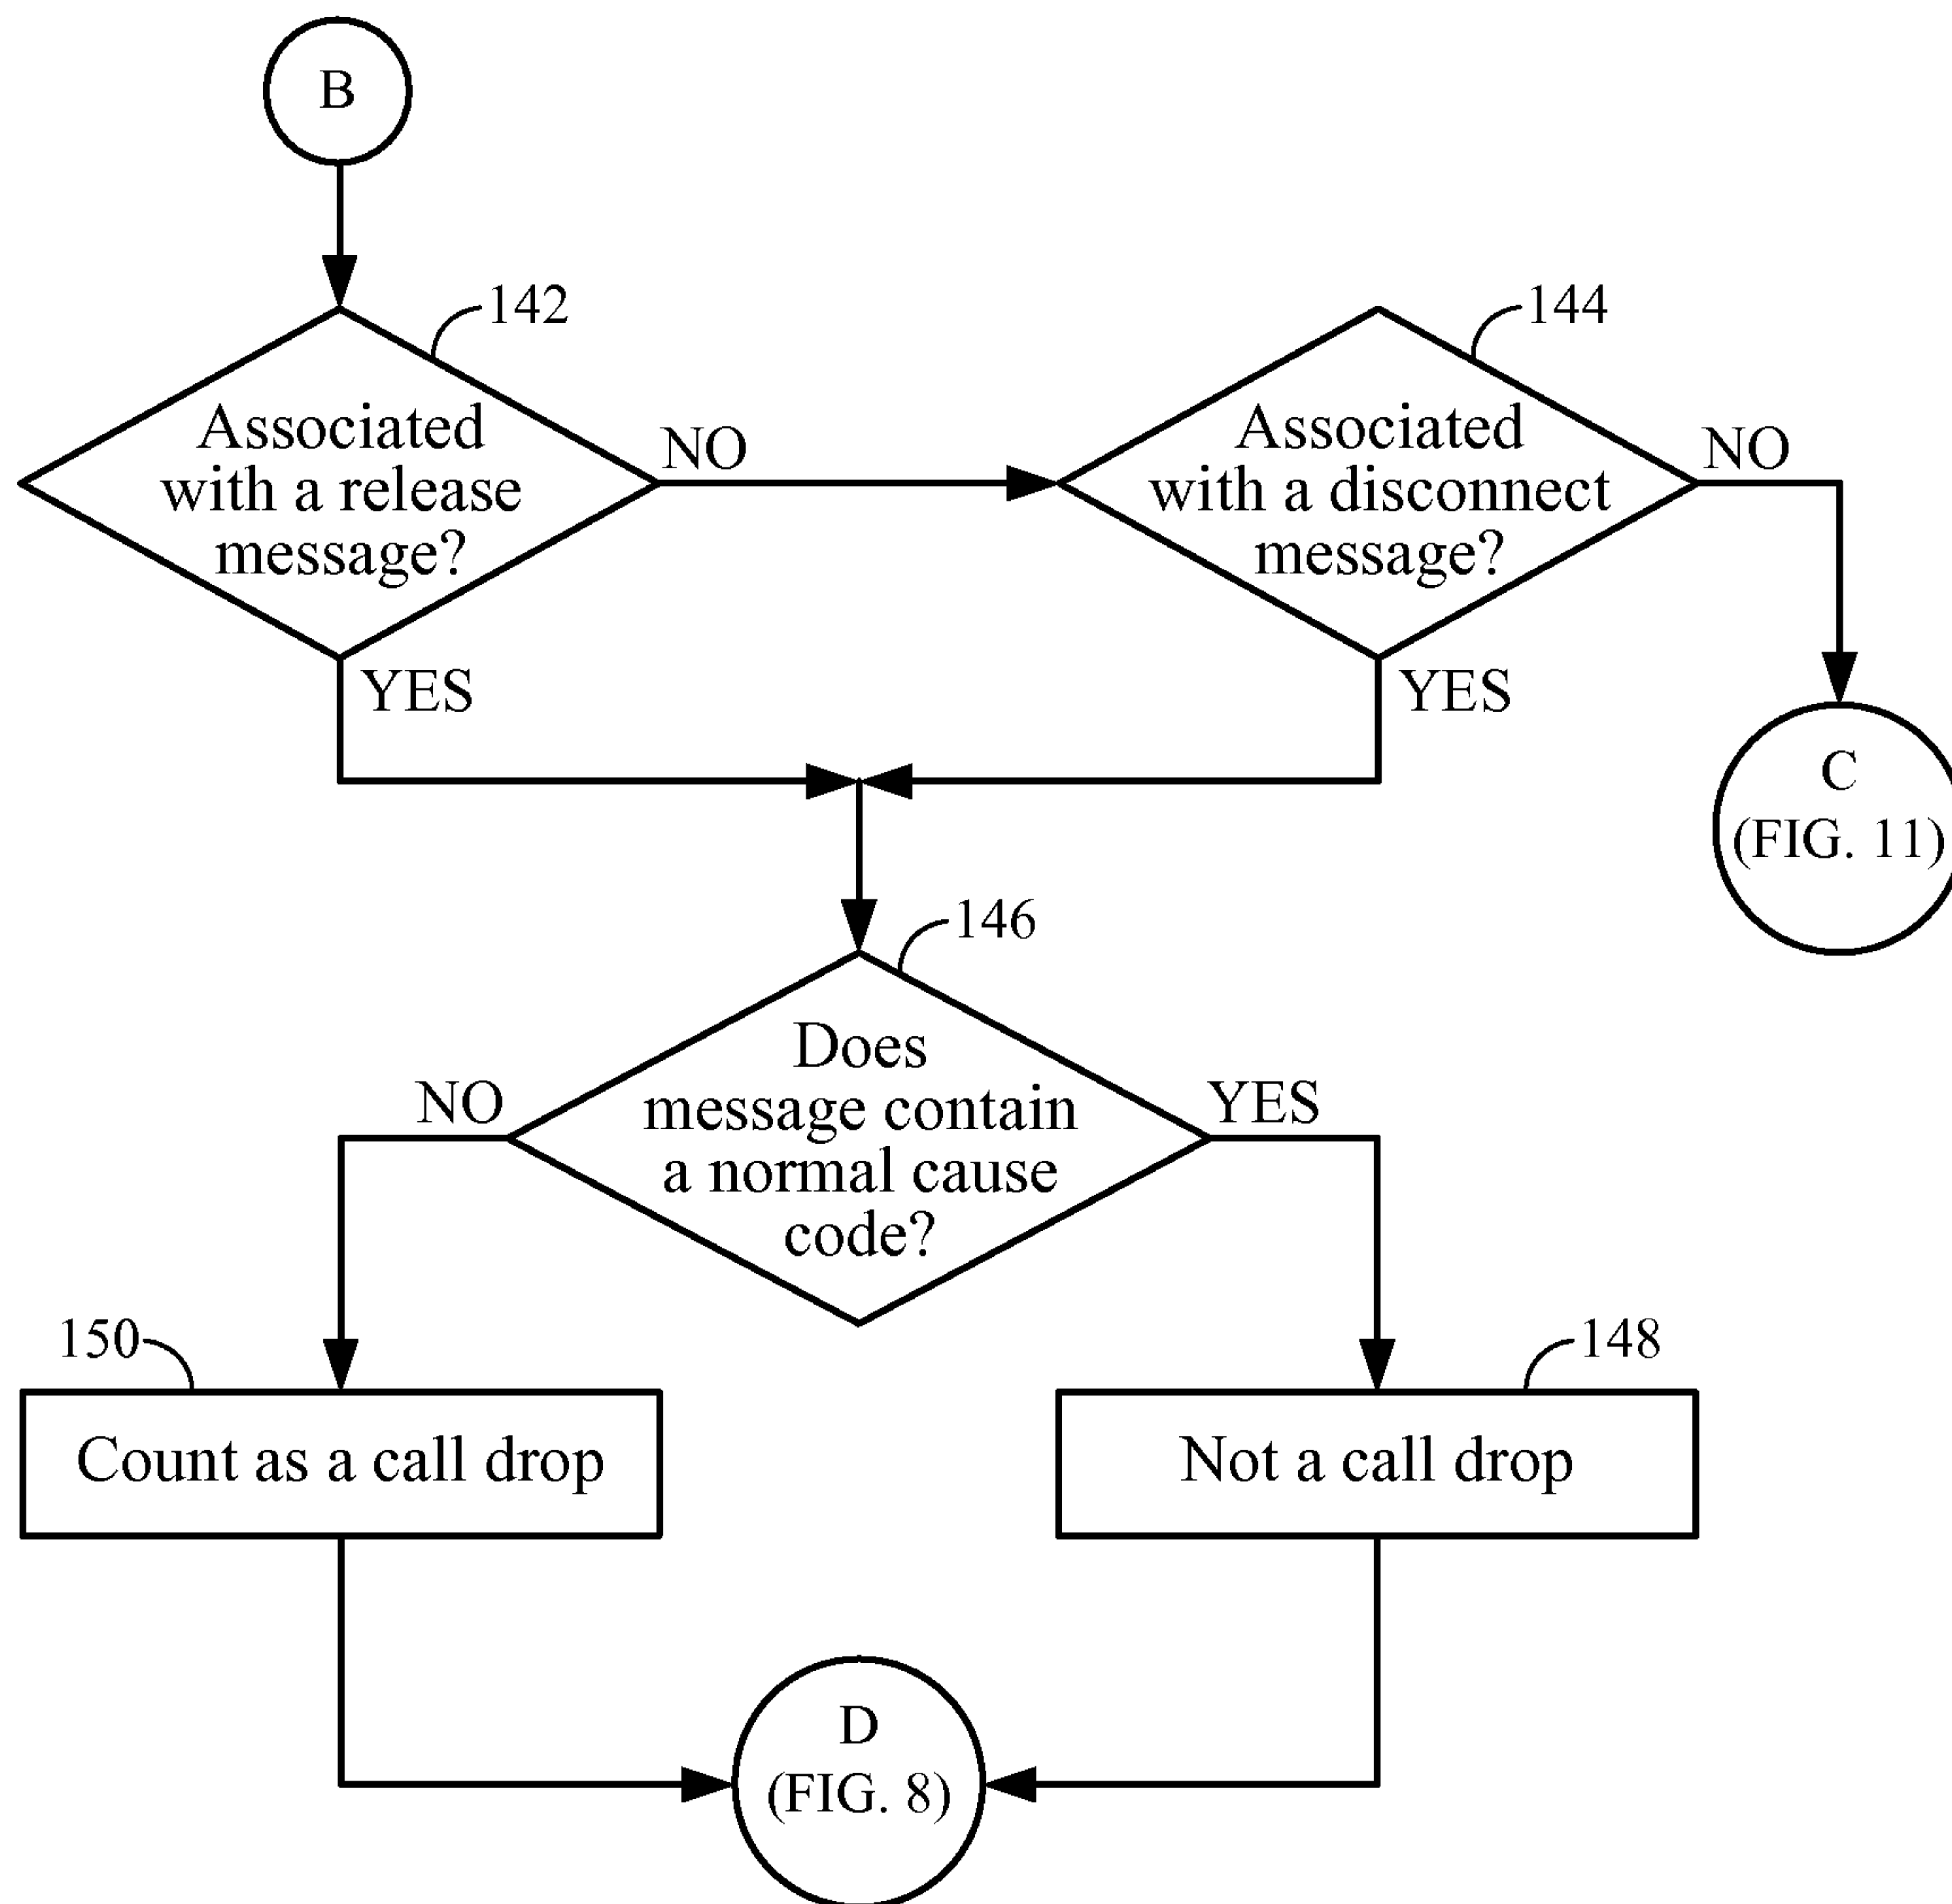 B
142
Associated
with a release
message?
NO
YES
144
Associated
with a disconnect
message?
NO
YES
C
(FIG. 11)
146
Does
message contain
a normal cause
code?
NO
YES
150
Count as a call drop
148
Not a call drop
D
(FIG. 8)